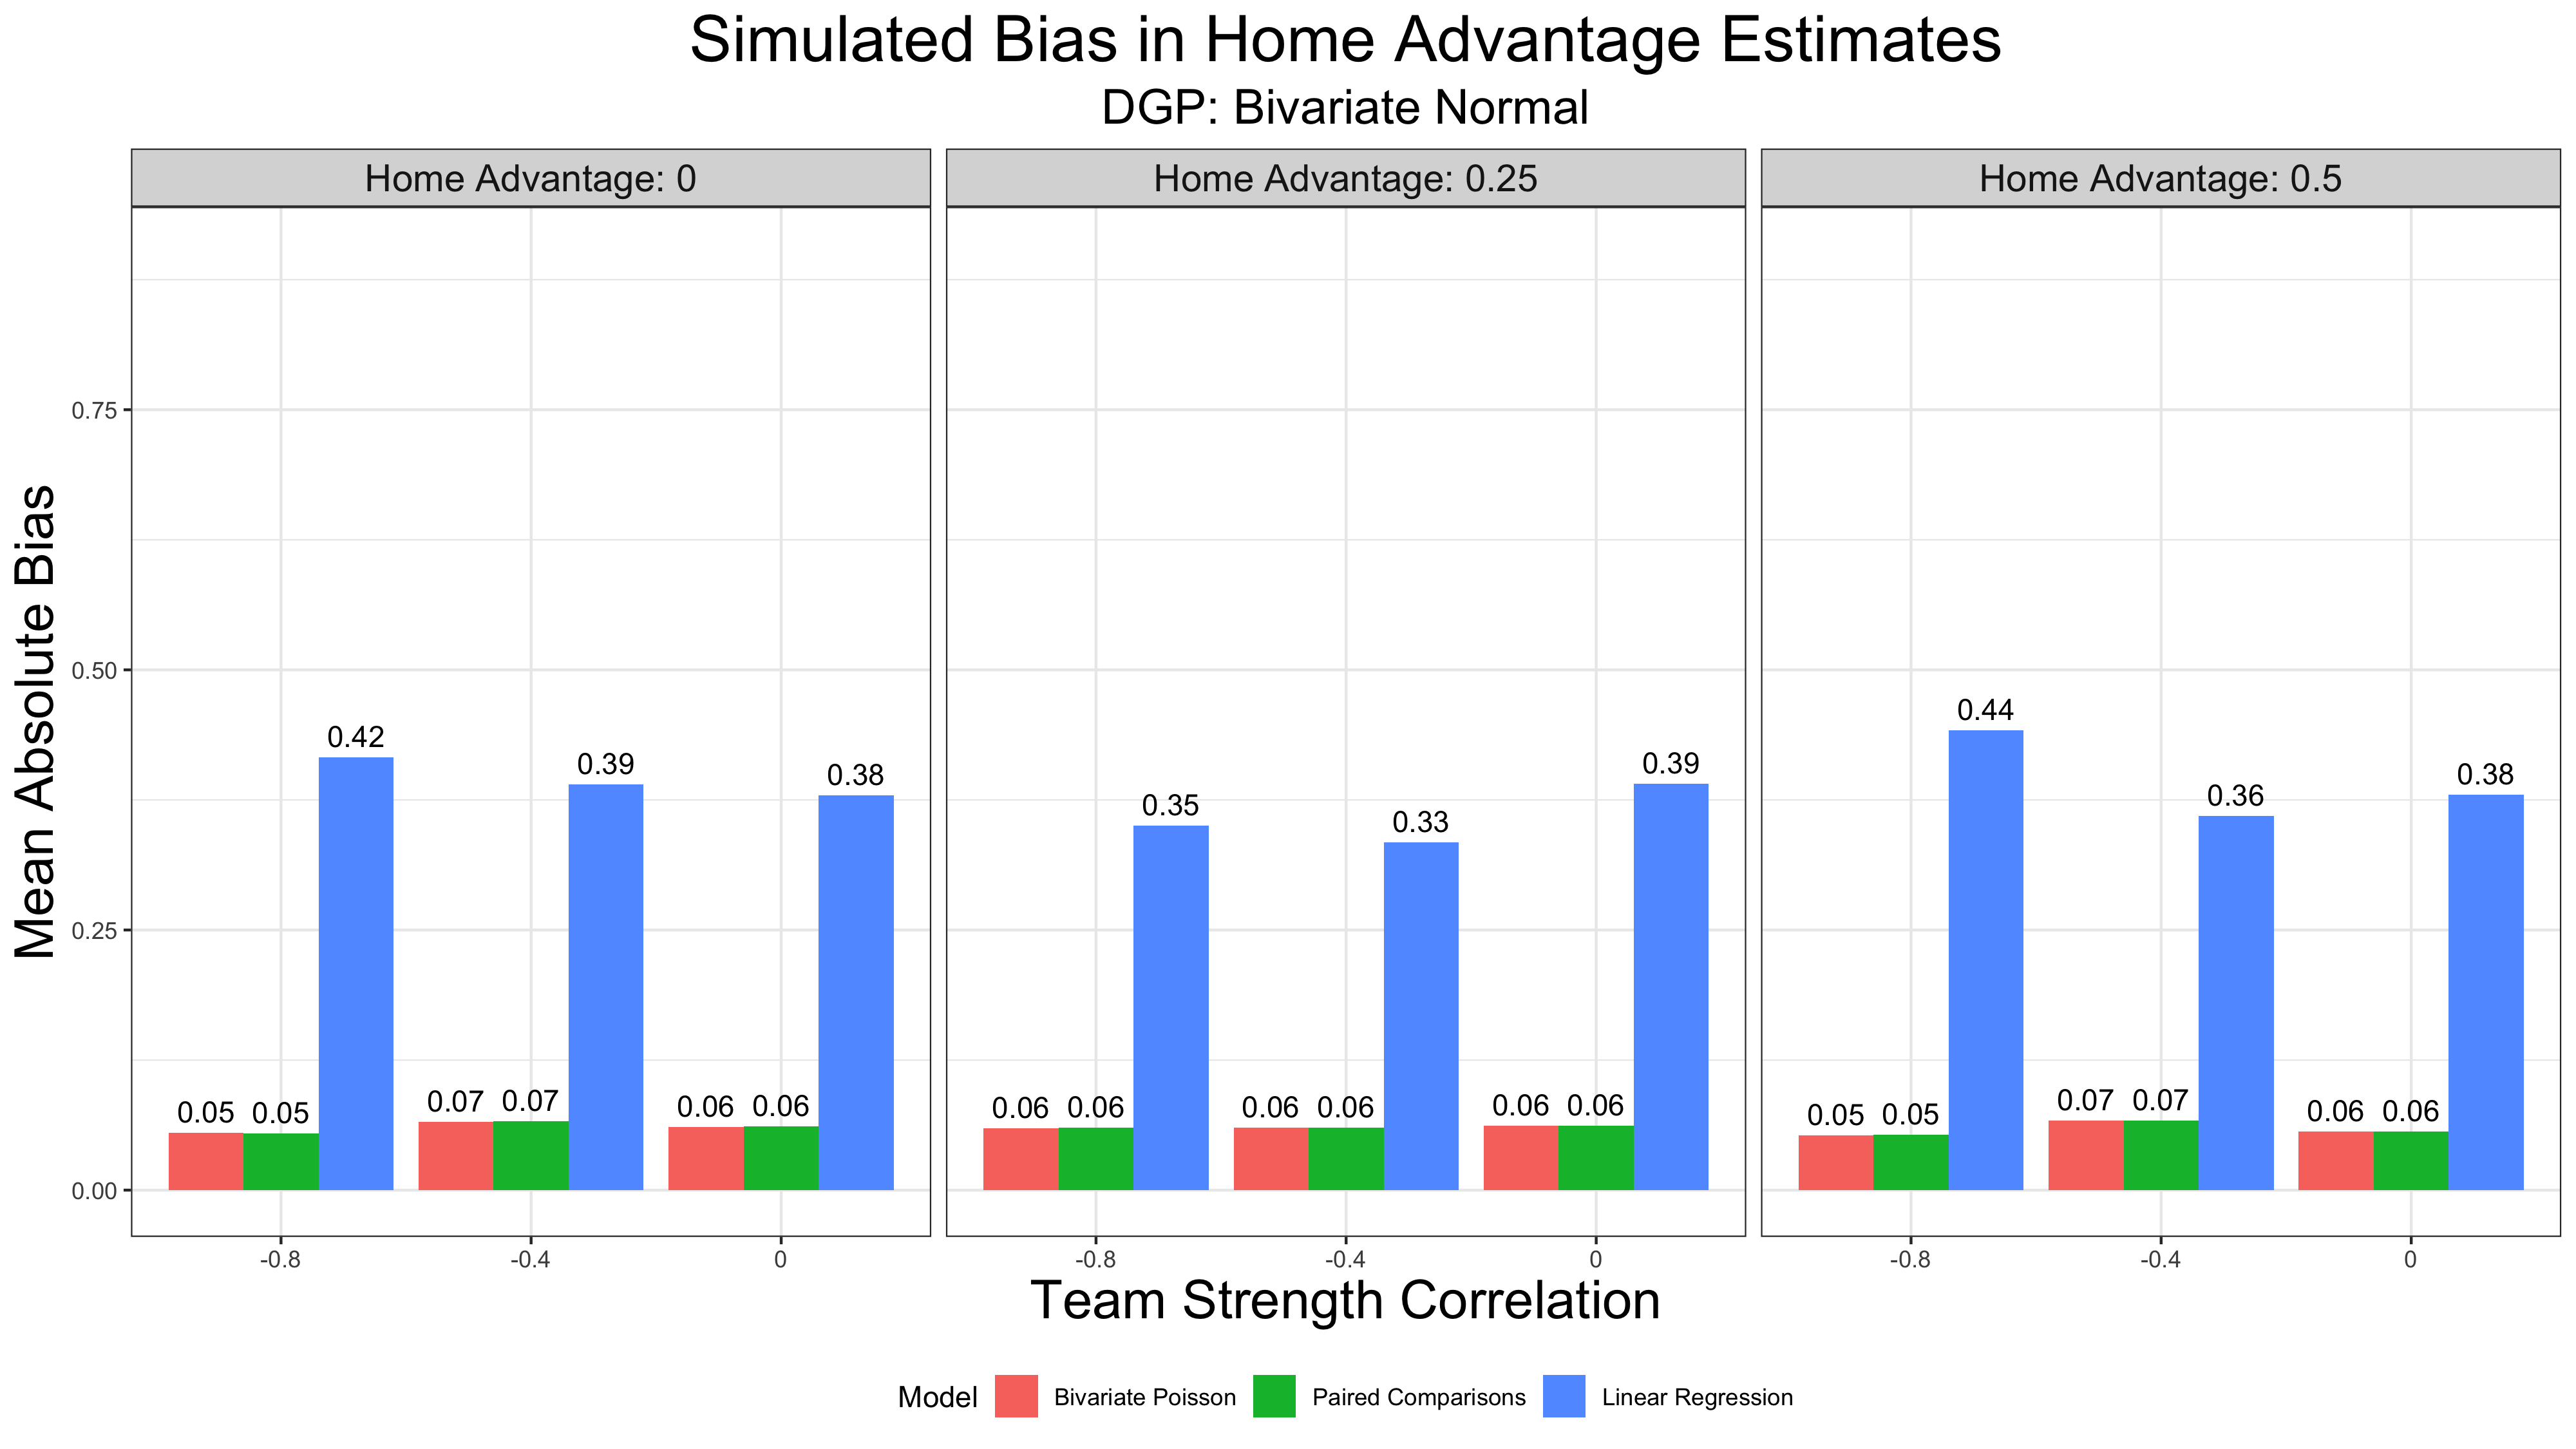 Simulated Bias in Home Advantage Estimates
DGP: Bivariate Normal
Home Advantage: 0
Home Advantage: 0.25
Home Advantage: 0.5
Mean Absolute Bias
0.75
0.50
0.25
0.00
0.05 0.05 0.42
0.07 0.07 0.39
0.06 0.06 0.38
0.06 0.06 0.35
0.06 0.06 0.33
0.06 0.06 0.39
0.05 0.05 0.44
0.07 0.07 0.36
0.06 0.06 0.38
-0.8 -0.4 0
-0.8 -0.4 0
-0.8 -0.4 0
Team Strength Correlation
Model Bivariate Poisson Paired Comparisons Linear Regression